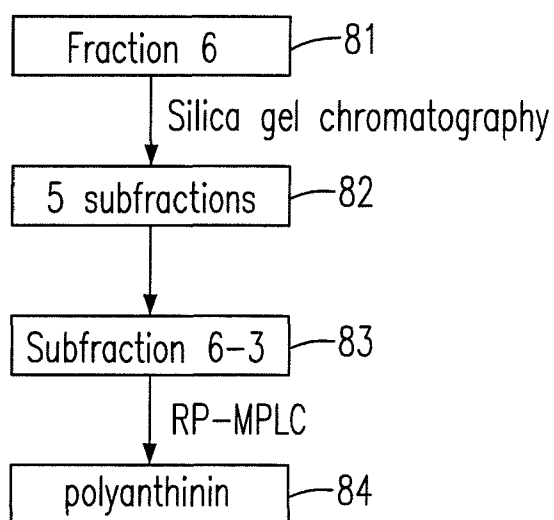 Fraction 6
81
Silica gel chromatography
5 subfractions
82
Subfraction 6-3
83
RP-MPLC
polyanthinin
84